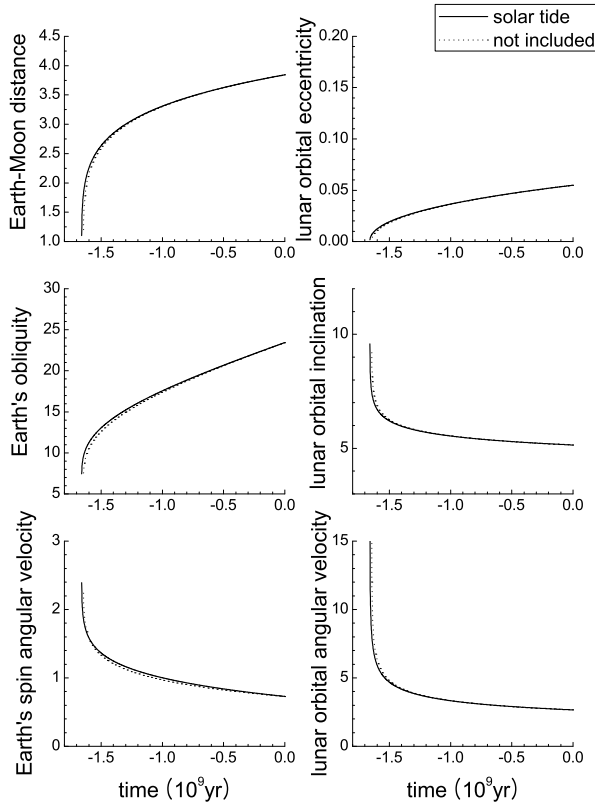 solar tide
not included
Earth-Moon distance
4.5
4.0
3.5
3.0
2.5
2.0
1.5
1.0
-1.5 -1.0 -0.5 0.0
lunar orbital eccentricity
0.20
0.15
0.10
0.05
0.00
-1.5 -1.0 -0.5 0.0
Earth's obliquity
30
25
20
15
10
5
-1.5 -1.0 -0.5 0.0
lunar orbital inclination
10
5
-1.5 -1.0 -0.5 0.0
Earth's spin angular velocity
3
2
1
0
-1.5 -1.0 -0.5 0.0
time (10⁹yr)
lunar orbital angular velocity
15
10
5
0
-1.5 -1.0 -0.5 0.0
time (10⁹yr)